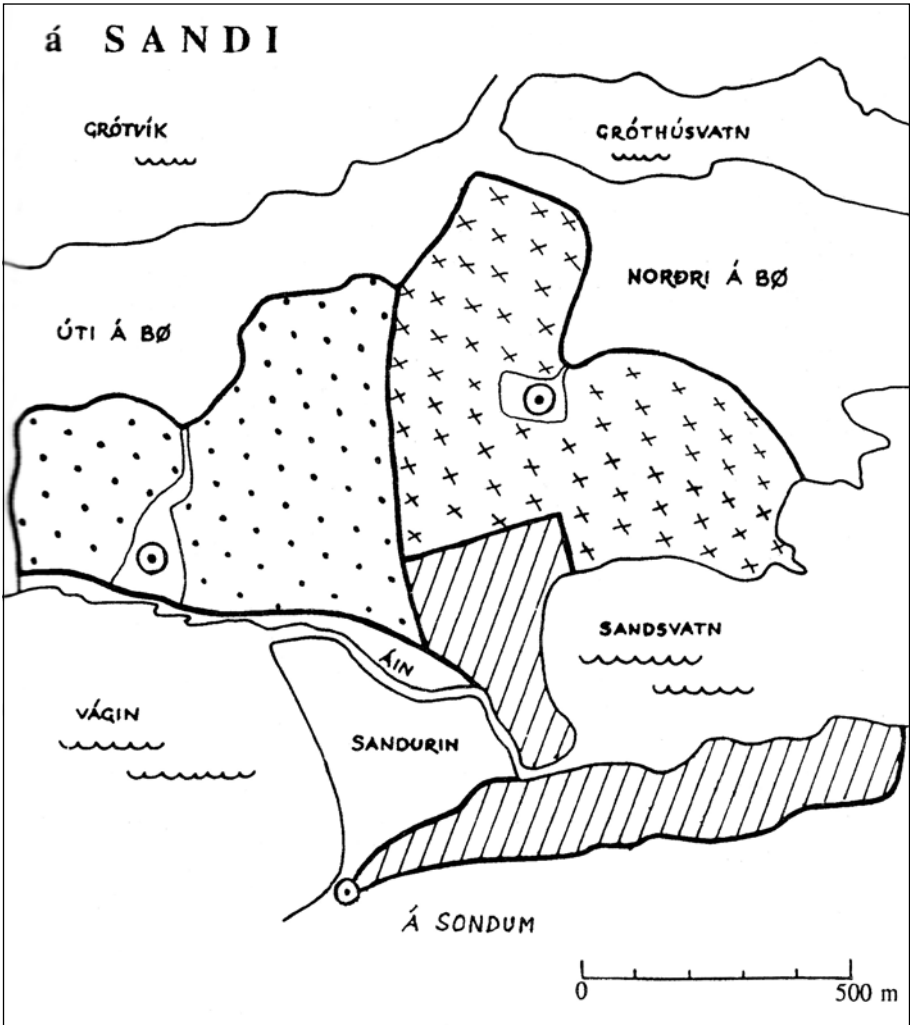 á SANDI
GRÓTVÍK
GRÓTHÚSVATN
NORÐRI Á BØ
ÚTI Á BØ
SANDSVATN
ÁIN
VÁGIN
SANDURIN
Á SONDUM
0 500 m